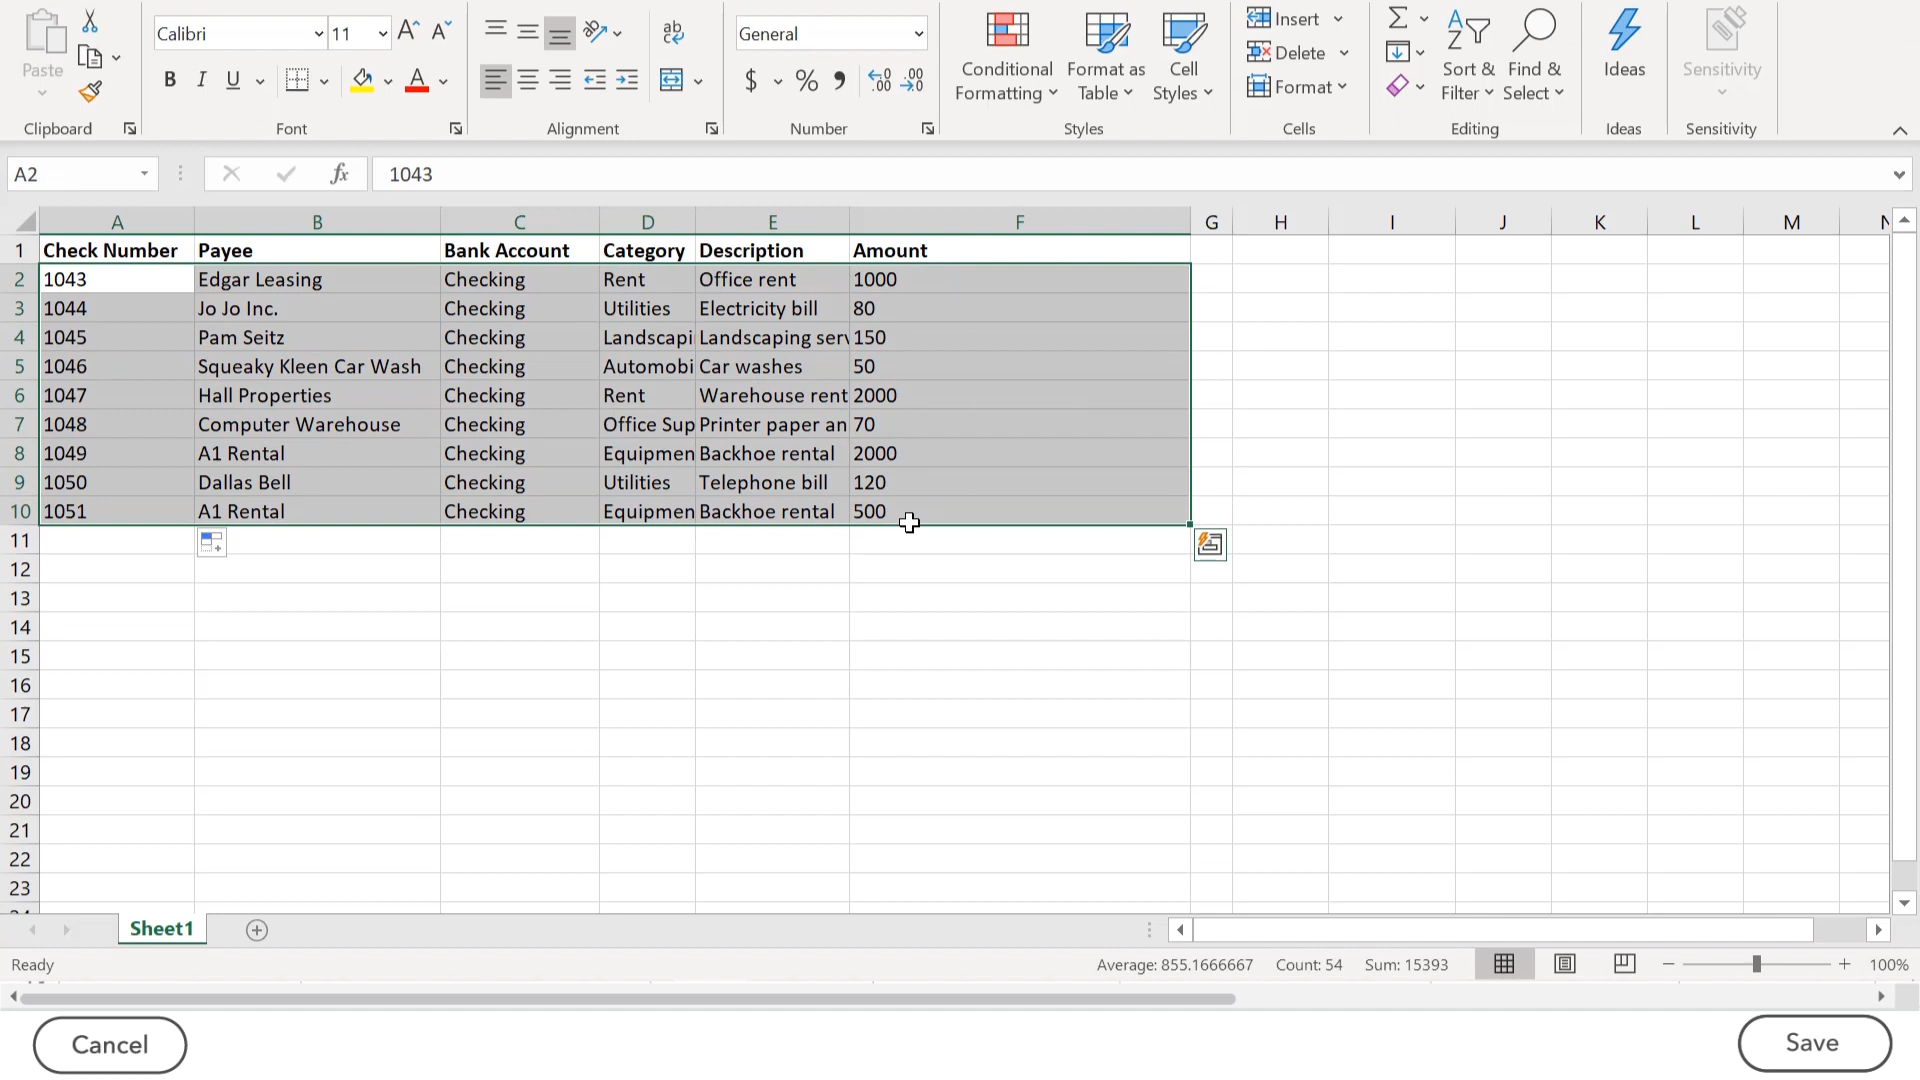 Calibri 11 General
Insert
Delete
Format
Paste
B I U A
$ % 9
Conditional Formatting
Format as Table
Cell Styles
Sort & Filter
Find & Select
Ideas
Sensitivity
Clipboard Font Alignment Number Styles Cells Editing Ideas Sensitivity
A2 fx 1043
A B C D E F G H I J K L M
1 Check Number Payee Bank Account Category Description Amount
2 1043 Edgar Leasing Checking Rent Office rent 1000
3 1044 Jo Jo Inc. Checking Utilities Electricity bill 80
4 1045 Pam Seitz Checking Landscapi Landscaping serv 150
5 1046 Squeaky Kleen Car Wash Checking Automobi Car washes 50
6 1047 Hall Properties Checking Rent Warehouse rent 2000
7 1048 Computer Warehouse Checking Office Sup Printer paper an 70
8 1049 A1 Rental Checking Equipmen Backhoe rental 2000
9 1050 Dallas Bell Checking Utilities Telephone bill 120
10 1051 A1 Rental Checking Equipmen Backhoe rental 500
11
12
13
14
15
16
17
18
19
20
21
22
23
Sheet1
Ready Average: 855.1666667 Count: 54 Sum: 15393 100%
Cancel Save